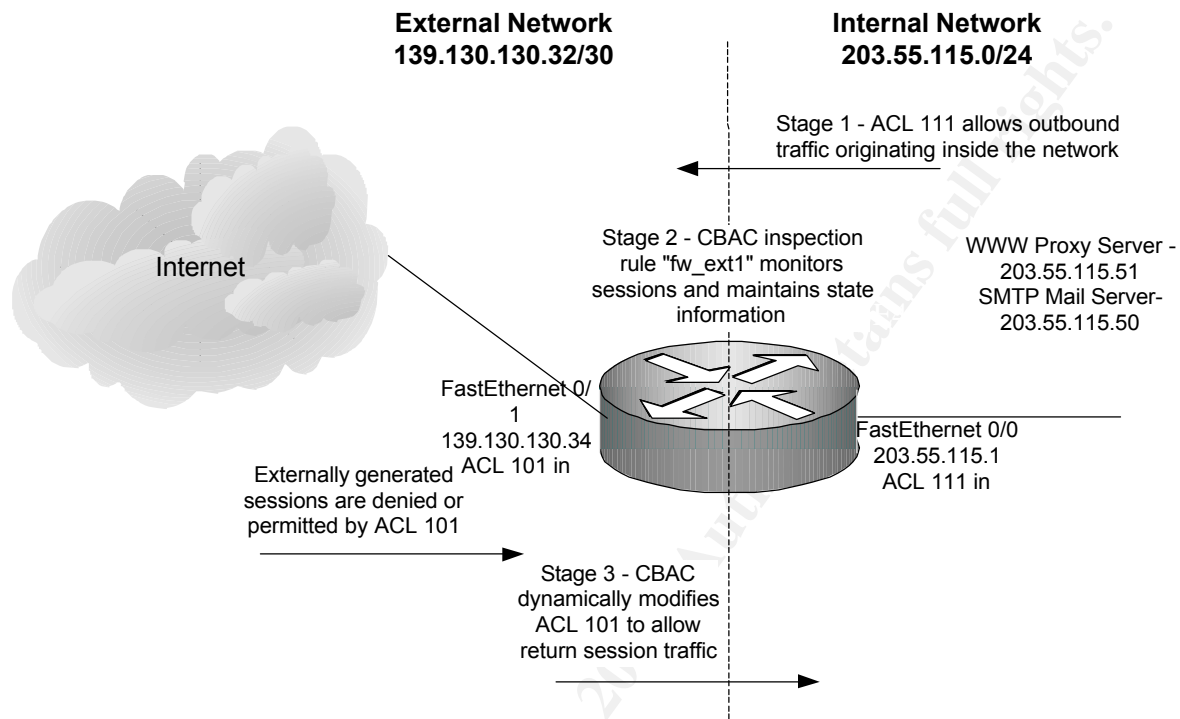 External Network
139.130.130.32/30
Internal Network
203.55.115.0/24
Stage 1 - ACL 111 allows outbound
traffic originating inside the network
Stage 2 - CBAC inspection
rule "fw_ext1" monitors
sessions and maintains state
information
WWW Proxy Server -
203.55.115.51
SMTP Mail Server-
203.55.115.50
Internet
FastEthernet 0/
1
139.130.130.34
ACL 101 in
FastEthernet 0/0
203.55.115.1
ACL 111 in
Externally generated
sessions are denied or
permitted by ACL 101
Stage 3 - CBAC
dynamically modifies
ACL 101 to allow
return session traffic
full rights.